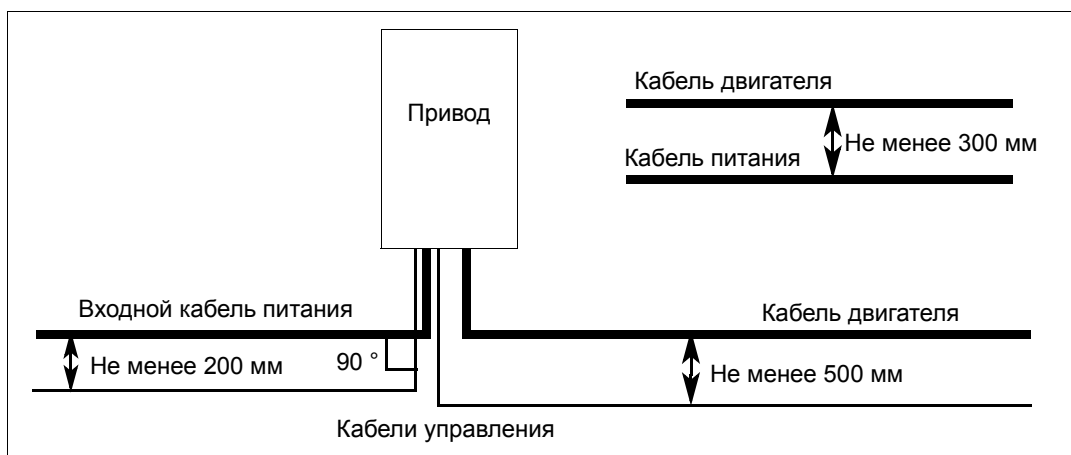 Привод
Кабель двигателя
Не менее 300 мм
Кабель питания
Входной кабель питания
Кабель двигателя
Не менее 200 мм
90 °
Не менее 500 мм
Кабели управления